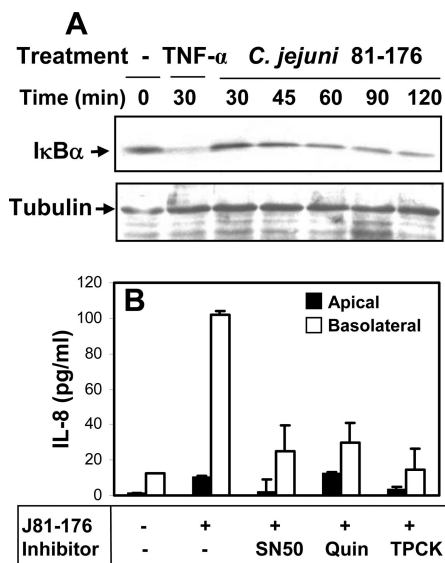 A
Treatment - TNF-α C. jejuni 81-176
Time (min) 0 30 30 45 60 90 120
IκBα
Tubulin
B
120
100
80
60
40
20
0
IL-8 (pg/ml)
Apical
Basolateral
J81-176 - + + + +
Inhibitor - - SN50 Quin TPCK